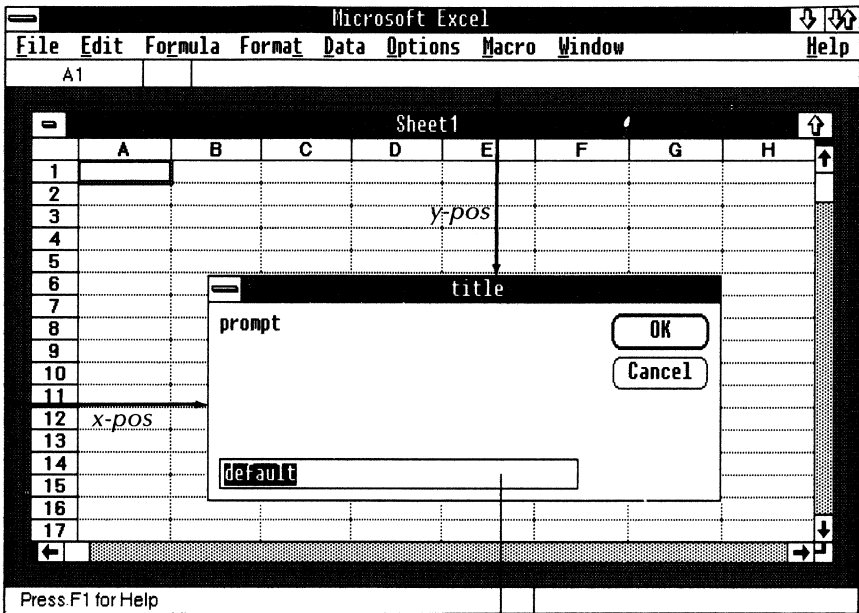 Microsoft Excel
File Edit Formula Format Data Options Macro Window Help
A1
Sheet1
A B C D E F G H
1
2
3
y-pos
4
5
6
title
7
8
prompt
OK
9
10
Cancel
11
12
x-pos
13
14
default
15
16
17
Press F1 for Help